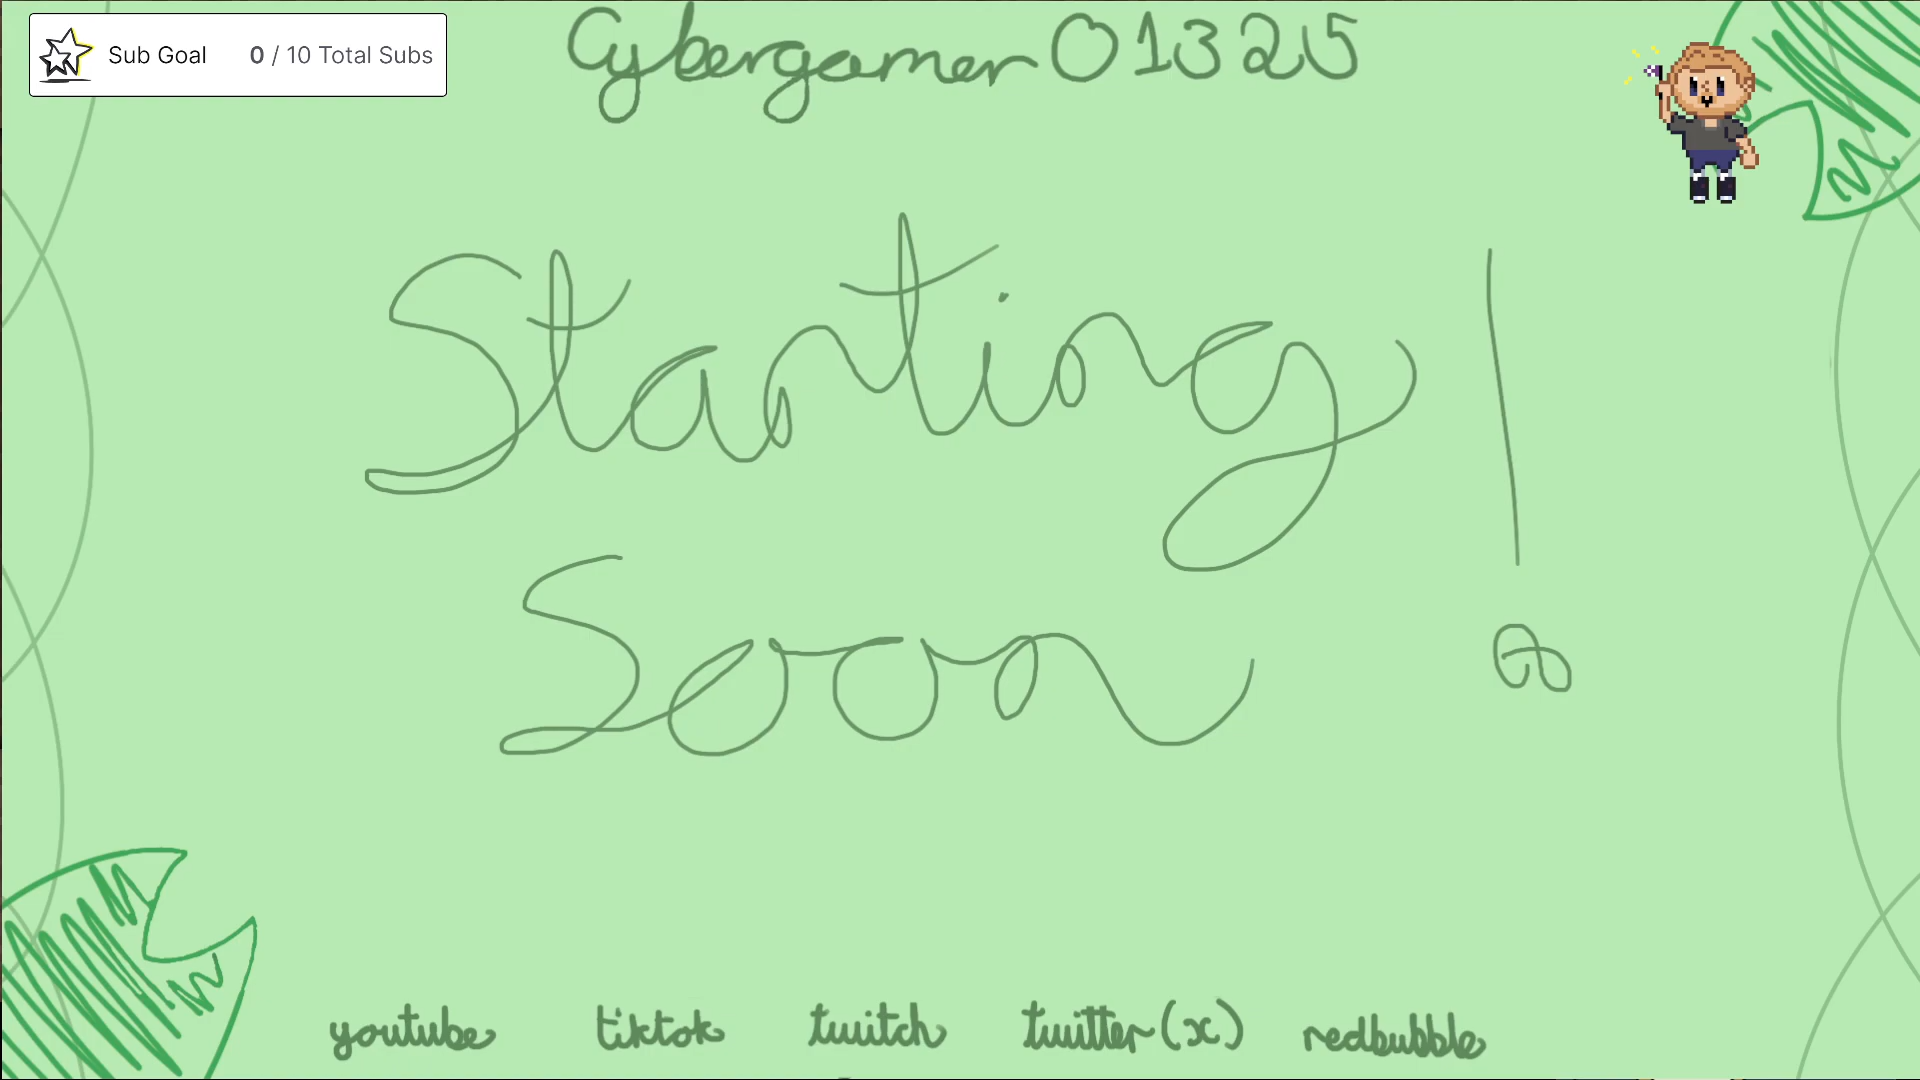 Sub Goal 0 / 10 Total Subs
Cybergamer01325
Starting
Soon!
youtube tiktok twitch twitter(x) redbubble